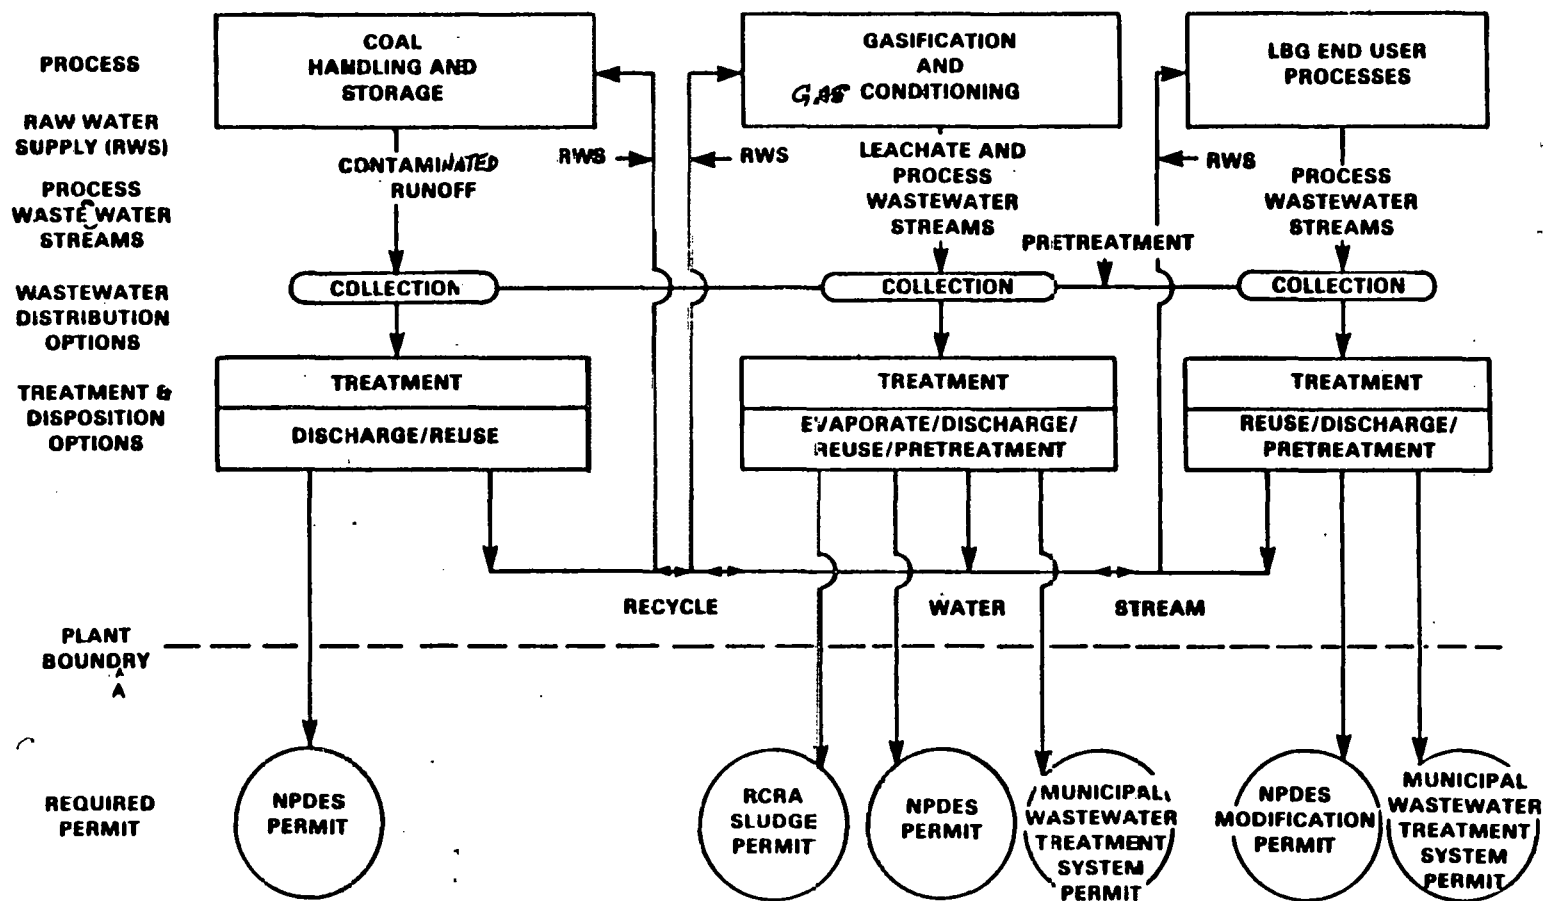 PROCESS
COAL
HANDLING AND
STORAGE
GASIFICATION
AND
GAS CONDITIONING
LBG END USER
PROCESSES
RAW WATER
SUPPLY (RWS)
CONTAMINATED
RUNOFF
RWS
RWS
LEACHATE AND
PROCESS
WASTEWATER
STREAMS
RWS
PROCESS
WASTEWATER
STREAMS
PROCESS
WASTE WATER
STREAMS
PRETREATMENT
WASTEWATER
DISTRIBUTION
OPTIONS
COLLECTION
COLLECTION
COLLECTION
TREATMENT &
DISPOSITION
OPTIONS
TREATMENT
DISCHARGE/REUSE
TREATMENT
EVAPORATE/DISCHARGE/
REUSE/PRETREATMENT
TREATMENT
REUSE/DISCHARGE/
PRETREATMENT
RECYCLE WATER STREAM
PLANT
BOUNDRY
A
REQUIRED
PERMIT
NPDES
PERMIT
RCRA
SLUDGE
PERMIT
NPDES
PERMIT
MUNICIPAL
WASTEWATER
TREATMENT
SYSTEM
PERMIT
NPDES
MODIFICATION
PERMIT
MUNICIPAL
WASTEWATER
TREATMENT
SYSTEM
PERMIT